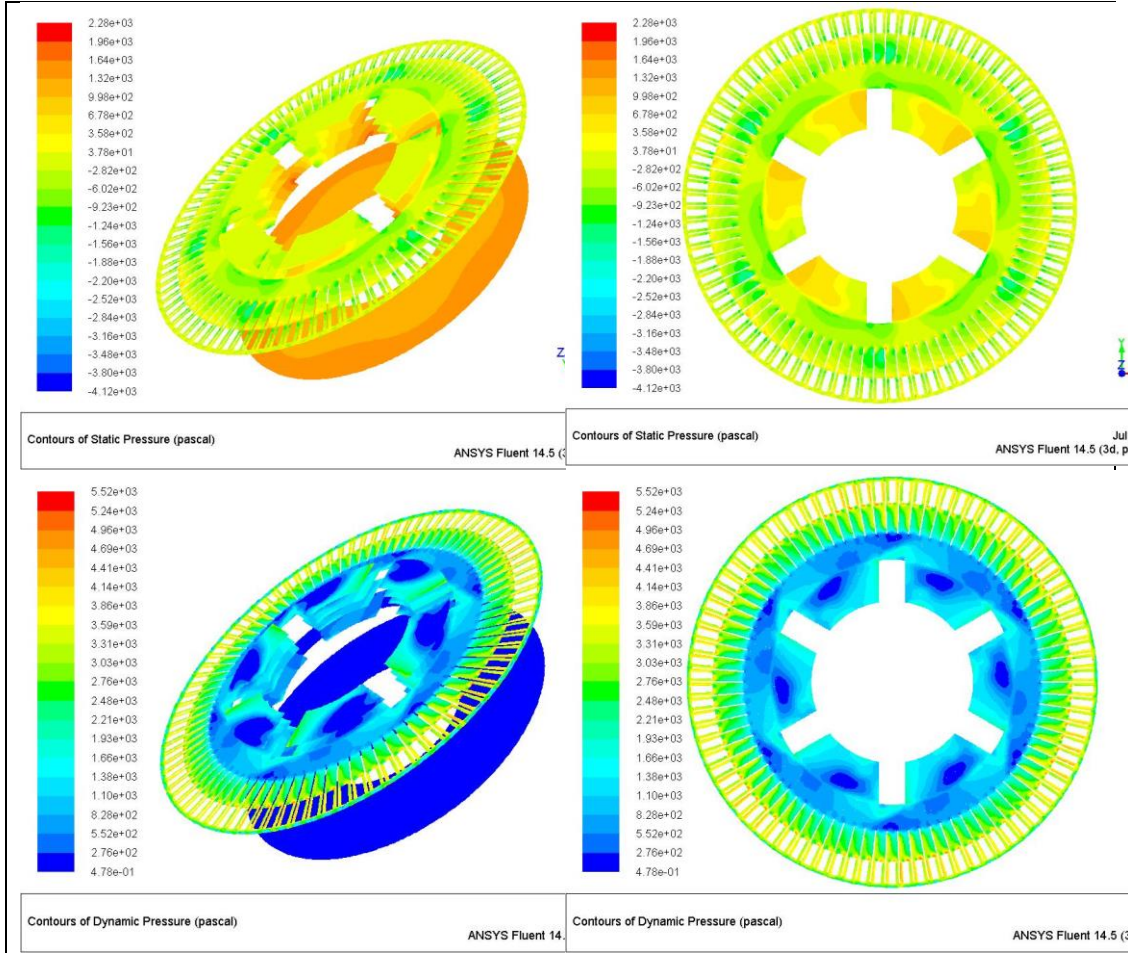 2.28e+03
1.96e+03
1.64e+03
1.32e+03
9.98e+02
6.78e+02
3.58e+02
3.78e+01
-2.82e+02
-6.02e+02
-9.23e+02
-1.24e+03
-1.56e+03
-1.88e+03
-2.20e+03
-2.52e+03
-2.84e+03
-3.16e+03
-3.48e+03
-3.80e+03
-4.12e+03
Z
Contours of Static Pressure (pascal)
ANSYS Fluent 14.5 (3
2.28e+03
1.96e+03
1.64e+03
1.32e+03
9.98e+02
6.78e+02
3.58e+02
3.78e+01
-2.82e+02
-6.02e+02
-9.23e+02
-1.24e+03
-1.56e+03
-1.88e+03
-2.20e+03
-2.52e+03
-2.84e+03
-3.16e+03
-3.48e+03
-3.80e+03
-4.12e+03
Y
Z
Contours of Static Pressure (pascal)
Jul
ANSYS Fluent 14.5 (3d, p
5.52e+03
5.24e+03
4.96e+03
4.69e+03
4.41e+03
4.14e+03
3.86e+03
3.59e+03
3.31e+03
3.03e+03
2.76e+03
2.48e+03
2.21e+03
1.93e+03
1.66e+03
1.38e+03
1.10e+03
8.28e+02
5.52e+02
2.76e+02
4.78e-01
Contours of Dynamic Pressure (pascal)
ANSYS Fluent 14.
5.52e+03
5.24e+03
4.96e+03
4.69e+03
4.41e+03
4.14e+03
3.86e+03
3.59e+03
3.31e+03
3.03e+03
2.76e+03
2.48e+03
2.21e+03
1.93e+03
1.66e+03
1.38e+03
1.10e+03
8.28e+02
5.52e+02
2.76e+02
4.78e-01
Contours of Dynamic Pressure (pascal)
ANSYS Fluent 14.5 (3